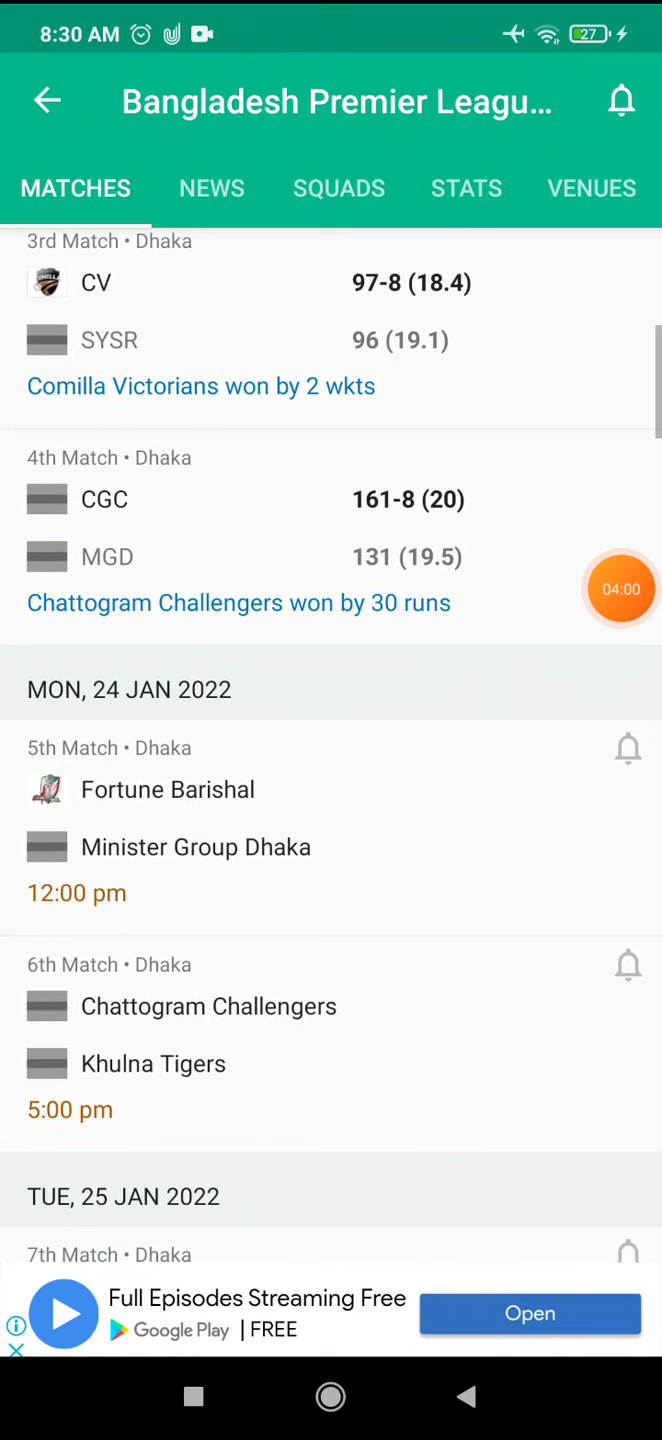 8:30 AM
27
Bangladesh Premier Leagu...
MATCHES NEWS SQUADS STATS VENUES
3rd Match • Dhaka
CV 97-8 (18.4)
SYSR 96 (19.1)
Comilla Victorians won by 2 wkts
4th Match • Dhaka
CGC 161-8 (20)
MGD 131 (19.5)
04:00
Chattogram Challengers won by 30 runs
MON, 24 JAN 2022
5th Match • Dhaka
Fortune Barishal
Minister Group Dhaka
12:00 pm
6th Match • Dhaka
Chattogram Challengers
Khulna Tigers
5:00 pm
TUE, 25 JAN 2022
7th Match • Dhaka
Full Episodes Streaming Free
Google Play | FREE
Open